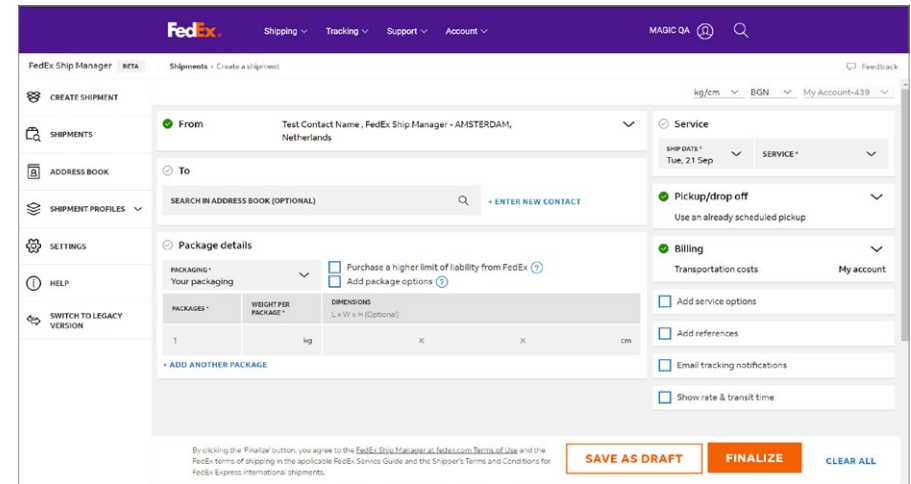 FedEx.
Shipping
Tracking
Support
Account
MAGIC QA
FedEx Ship Manager BETA
Shipments › Create a shipment
Feedback
kg/cm
BGN
My Account-439
CREATE SHIPMENT
SHIPMENTS
ADDRESS BOOK
SHIPMENT PROFILES
SETTINGS
HELP
SWITCH TO LEGACY
VERSION
From
Test Contact Name , FedEx Ship Manager - AMSTERDAM,
Netherlands
To
SEARCH IN ADDRESS BOOK (OPTIONAL)
+ ENTER NEW CONTACT
Package details
PACKAGING *
Your packaging
Purchase a higher limit of liability from FedEx ?
Add package options ?
PACKAGES *
WEIGHT PER
PACKAGE *
DIMENSIONS
L x W x H (Optional)
1
kg
X
X
cm
+ ADD ANOTHER PACKAGE
Service
SHIP DATE *
Tue, 21 Sep
SERVICE *
Pickup/drop off
Use an already scheduled pickup
Billing
Transportation costs
My account
Add service options
Add references
Email tracking notifications
Show rate & transit time
By clicking the 'Finalize' button, you agree to the FedEx Ship Manager at fedex.com Terms of Use and the
FedEx terms of shipping in the applicable FedEx Service Guide and the Shipper's Terms and Conditions for
FedEx Express international shipments.
SAVE AS DRAFT
FINALIZE
CLEAR ALL